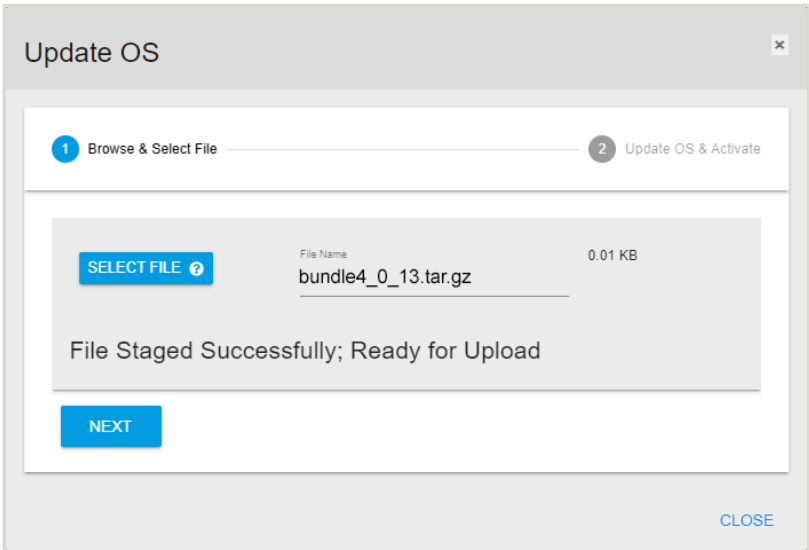 Update OS
×
1 Browse & Select File
2 Update OS & Activate
SELECT FILE ?
File Name
bundle4_0_13.tar.gz
0.01 KB
File Staged Successfully; Ready for Upload
NEXT
CLOSE